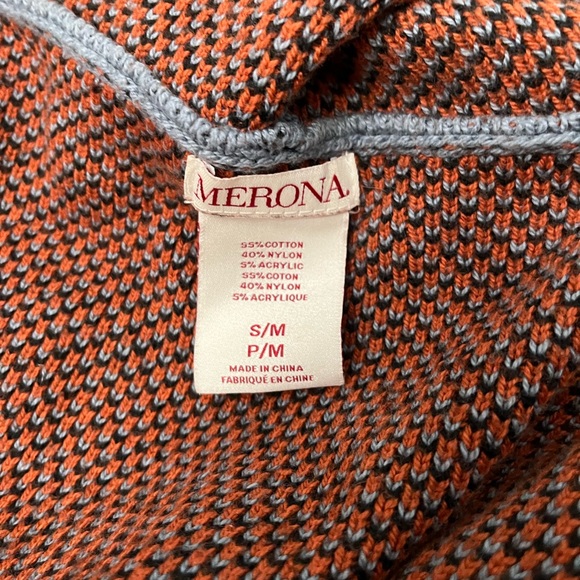 MERONA
55% COTTON
40% NYLON
5% ACRYLIC
55% COTON
40% NYLON
5% ACRYLIQUE
S/M
P/M
MADE IN CHINA
FABRIQUÉ EN CHINE